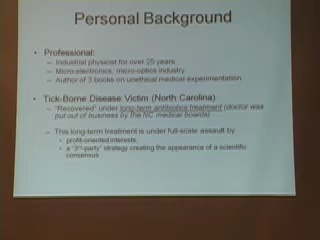 Personal Background
• Professional:
– Industrial physicist for over 25 years
– Micro-electronics, micro-optics industry
– Author of 3 books on unethical medical experimentation
• Tick-Borne Disease Victim (North Carolina)
– "Recovered" under long-term antibiotics treatment (doctor was
put out of business by the NC medical boards)
– This long-term treatment is under full-scale assault by
• profit-oriented interests,
• a "3rd-party" strategy creating the appearance of a scientific
consensus